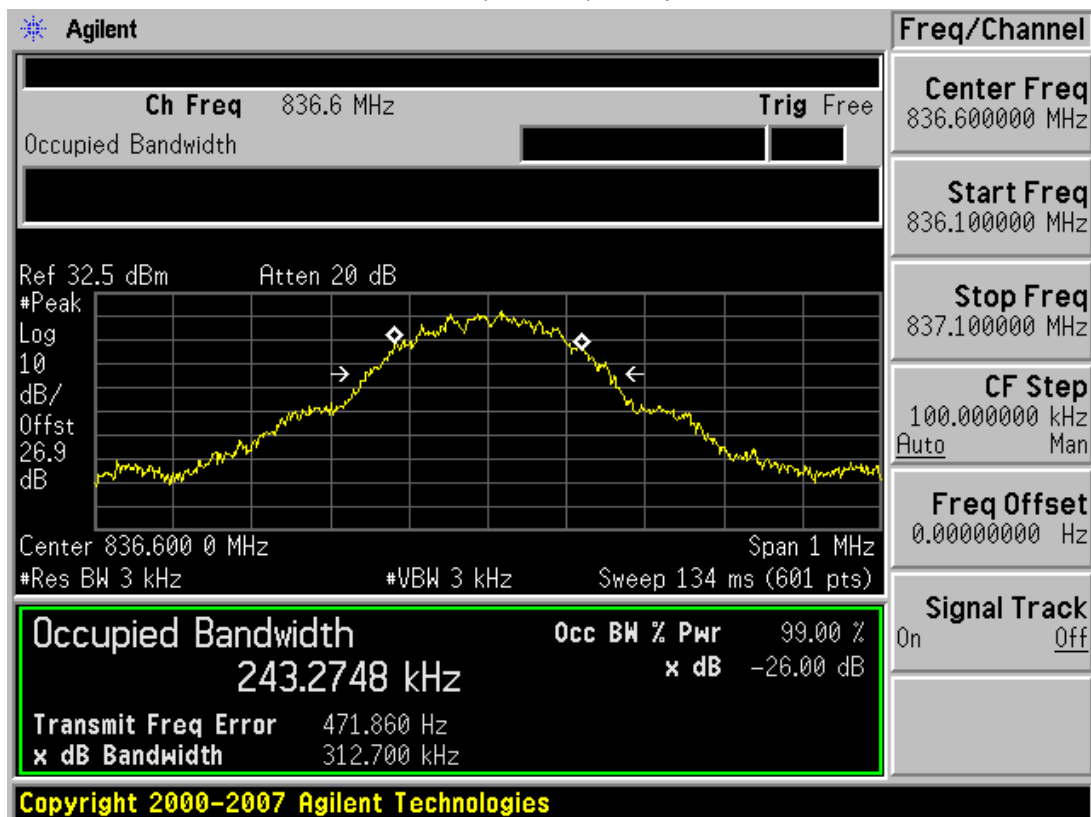 Agilent
Freq/Channel
Ch Freq 836.6 MHz Trig Free
Occupied Bandwidth
Center Freq
836.600000 MHz
Start Freq
836.100000 MHz
Stop Freq
837.100000 MHz
CF Step
100.000000 kHz
Auto Man
Freq Offset
0.00000000 Hz
Signal Track
On Off
Ref 32.5 dBm Atten 20 dB
#Peak
Log
10
dB/
Offst
26.9
dB
Center 836.600 0 MHz Span 1 MHz
#Res BW 3 kHz #VBW 3 kHz Sweep 134 ms (601 pts)
Occupied Bandwidth Occ BW % Pwr 99.00 %
243.2748 kHz x dB -26.00 dB
Transmit Freq Error 471.860 Hz
x dB Bandwidth 312.700 kHz
Copyright 2000-2007 Agilent Technologies